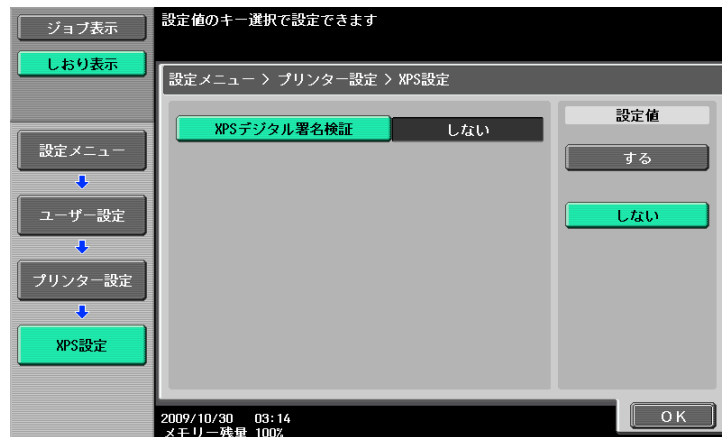 ジョブ表示
設定値のキー選択で設定できます
しおり表示
設定メニュー > プリンター設定 > XPS設定
XPSデジタル署名検証
しない
設定値
する
しない
設定メニュー
ユーザー設定
プリンター設定
XPS設定
2009/10/30 03:14
メモリー残量 100%
OK